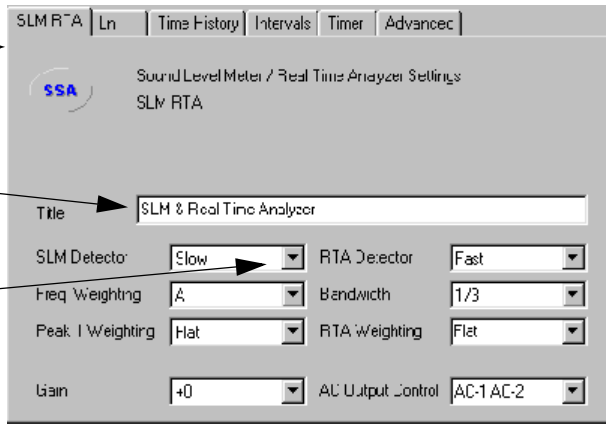 SLM RTA Ln Time History Intervals Timer Advanced
SSA
Sound Level Meter / Real Time Analyzer Settings
SLM RTA
Title SLM & Real Time Analyzer
SLM Detector Slow RTA Detector Fast
Freq. Weighting A Bandwidth 1/3
Peak I Weighting Flat RTA Weighting Flat
Gain +0 AC Output Control AC-1 AC-2